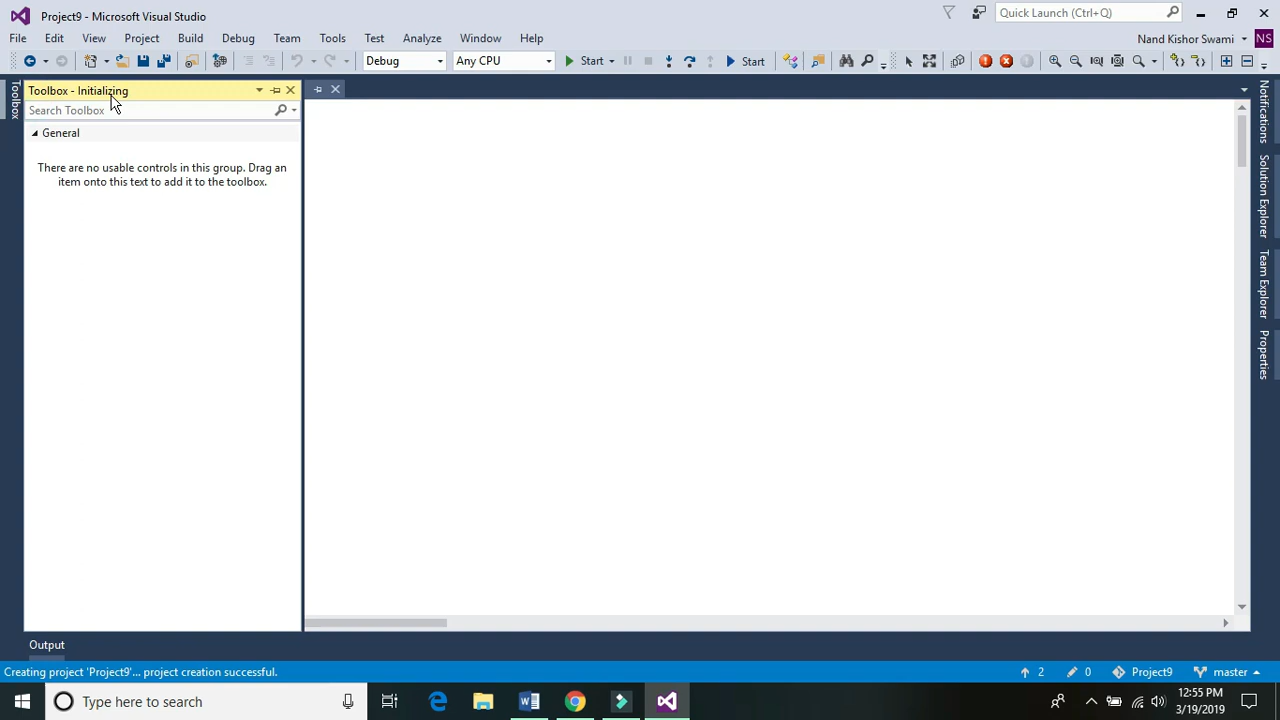 Project9 - Microsoft Visual Studio
Quick Launch (Ctrl+Q)
File Edit View Project Build Debug Team Tools Test Analyze Window Help
Nand Kishor Swami NS
Debug Any CPU Start Start
Toolbox
Toolbox - Initializing
Search Toolbox
General
There are no usable controls in this group. Drag an
item onto this text to add it to the toolbox.
Notifications
Solution Explorer
Team Explorer
Properties
Output
Creating project 'Project9'... project creation successful.
2 0 Project9 master
Type here to search
12:55 PM
3/19/2019